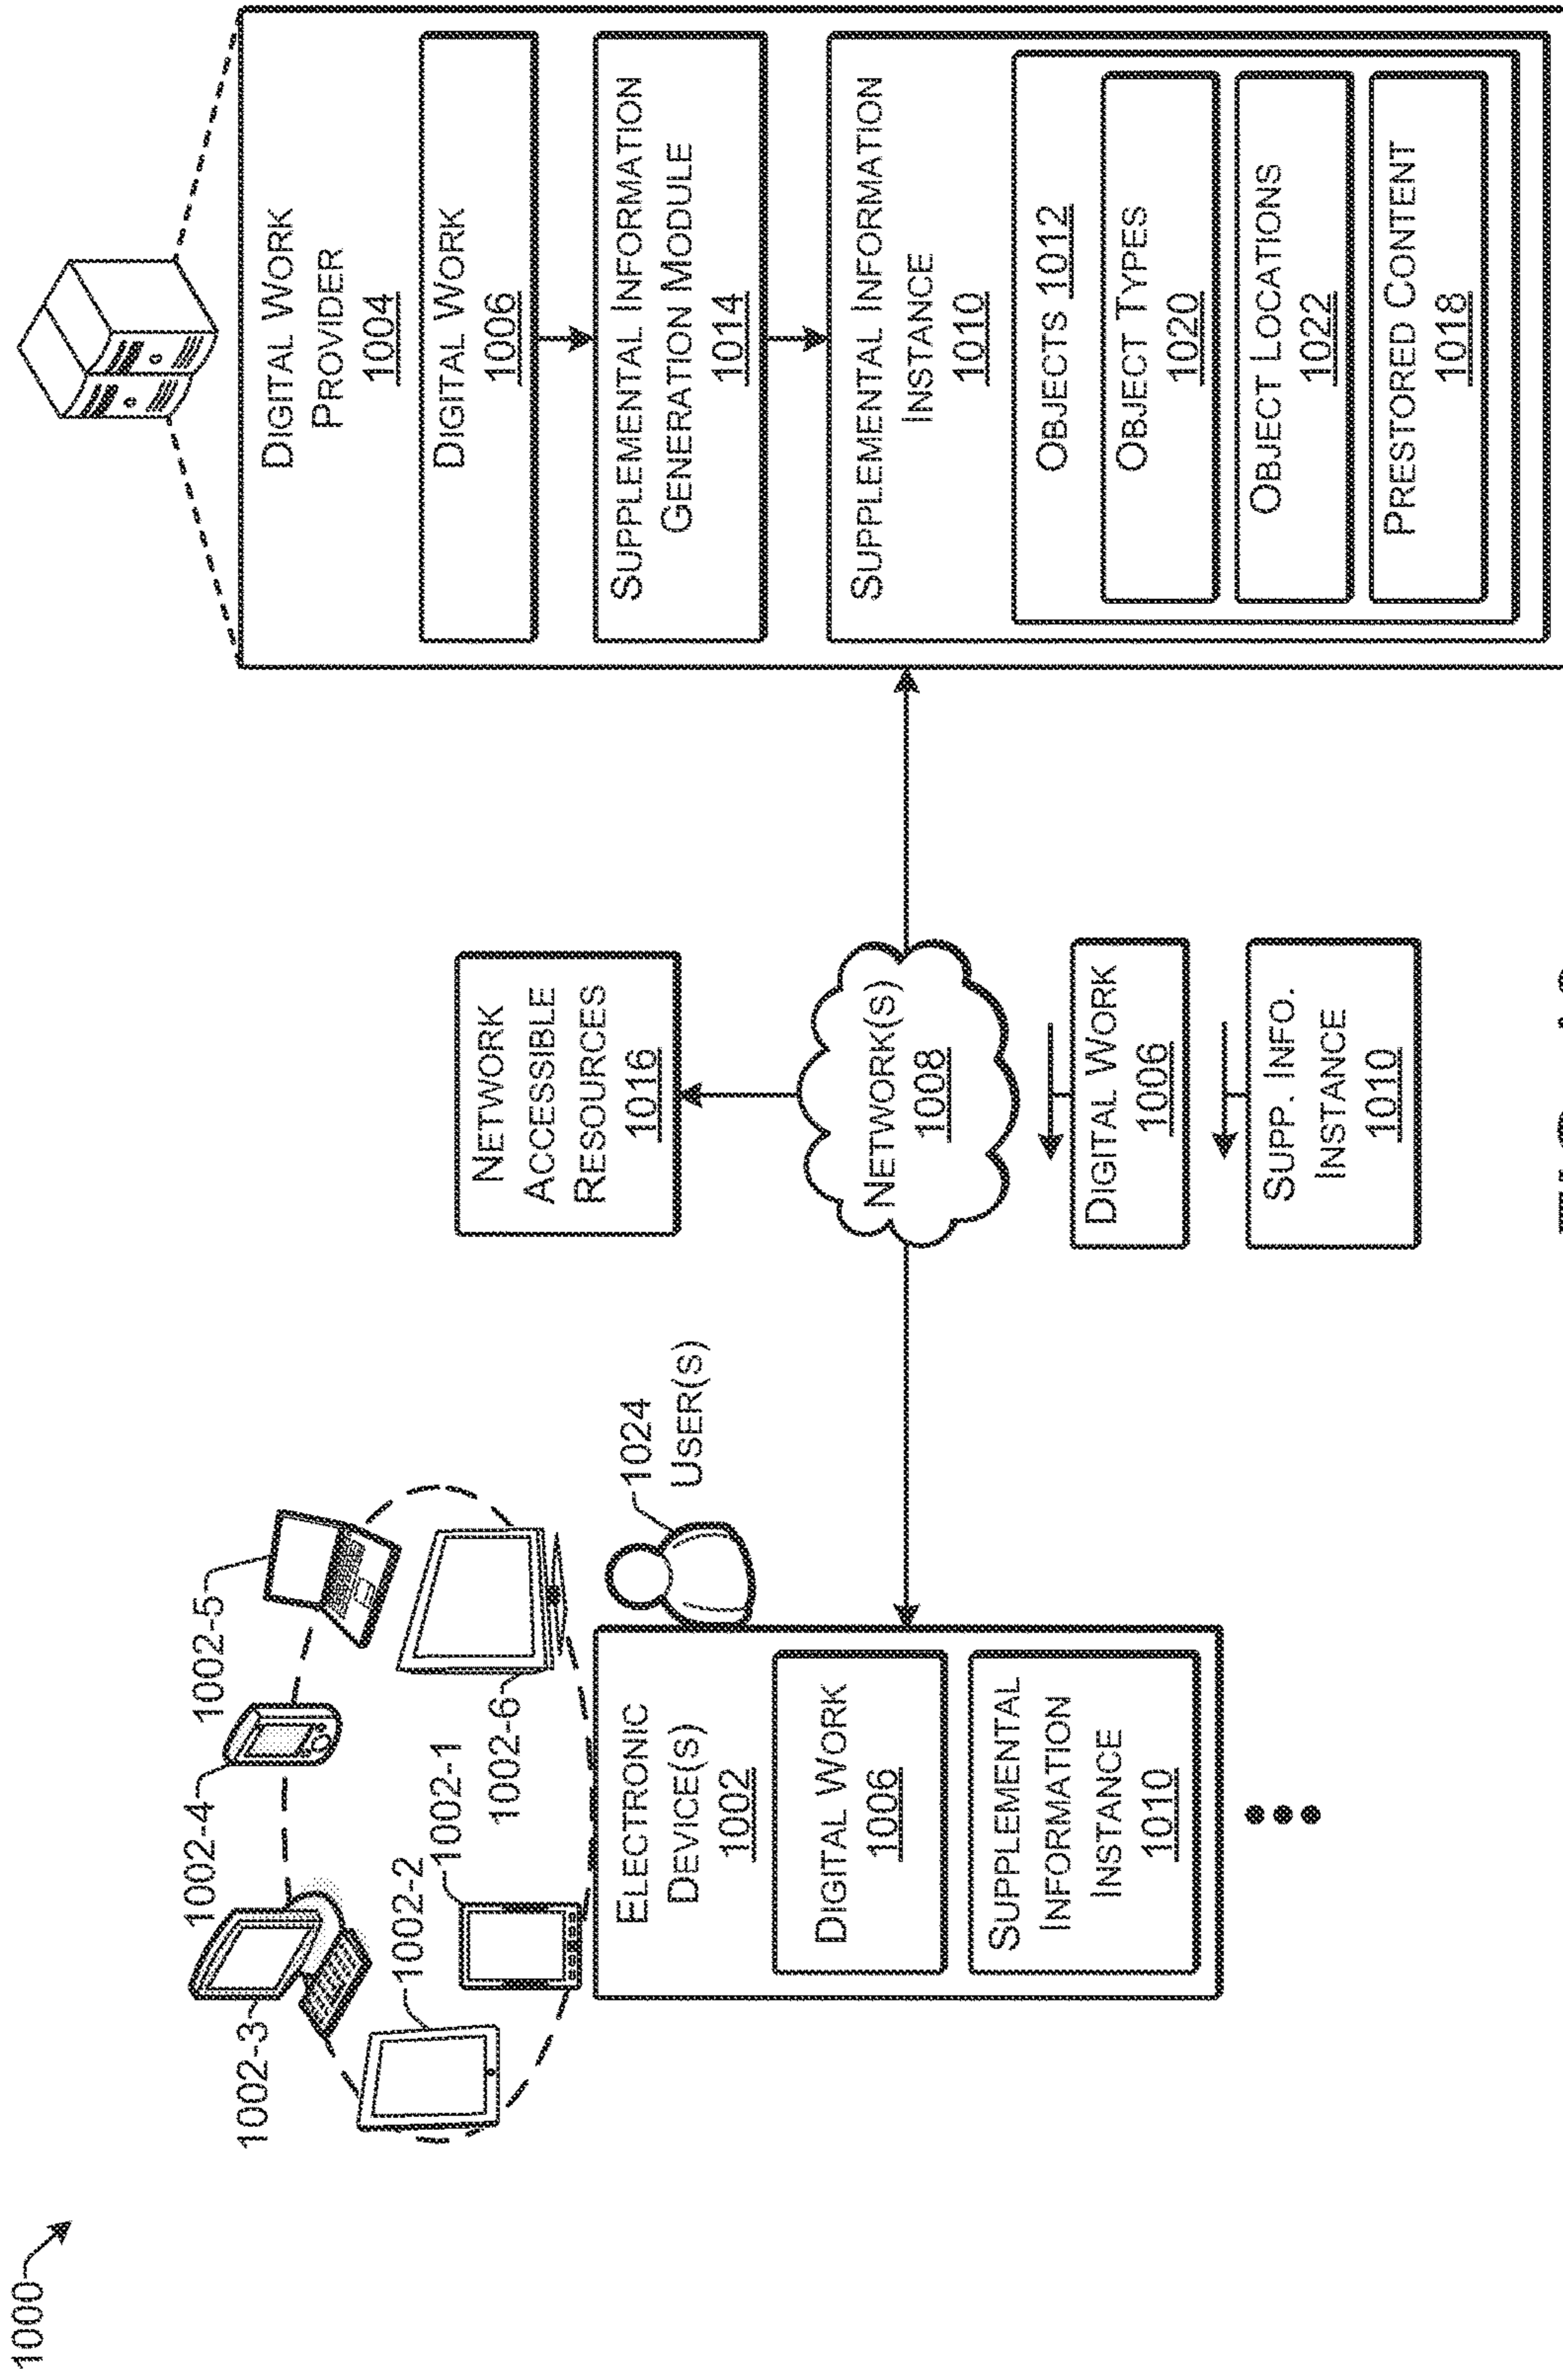 1000
1002-3
1002-4
1002-5
1002-2
1002-1
1002-6
1024
USER(S)
ELECTRONIC
DEVICE(S)
1002
DIGITAL WORK
1006
SUPPLEMENTAL
INFORMATION
INSTANCE
1010
NETWORK
ACCESSIBLE
RESOURCES
1016
NETWORK(S)
1008
DIGITAL WORK
1006
SUPP. INFO.
INSTANCE
1010
DIGITAL WORK
PROVIDER
1004
DIGITAL WORK
1006
SUPPLEMENTAL INFORMATION
GENERATION MODULE
1014
SUPPLEMENTAL INFORMATION
INSTANCE
1010
OBJECTS 1012
OBJECT TYPES
1020
OBJECT LOCATIONS
1022
PRESTORED CONTENT
1018